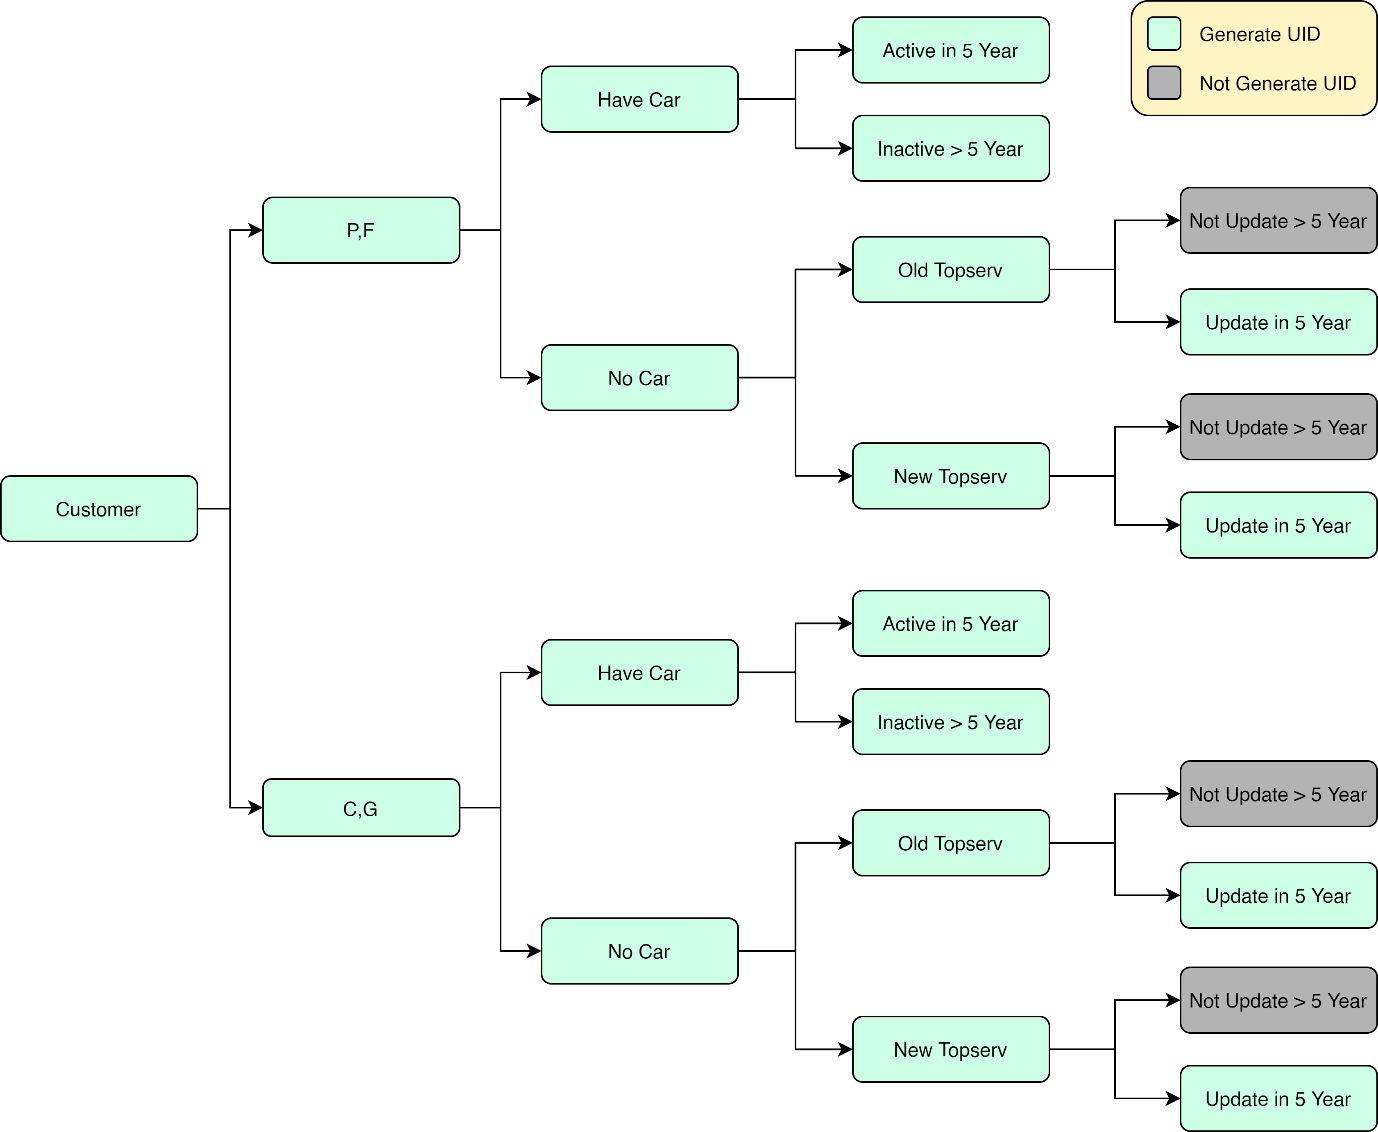 Generate UID
Not Generate UID
Customer
P,F
Have Car
Active in 5 Year
Inactive > 5 Year
No Car
Old Topserv
Not Update > 5 Year
Update in 5 Year
New Topserv
Not Update > 5 Year
Update in 5 Year
C,G
Have Car
Active in 5 Year
Inactive > 5 Year
No Car
Old Topserv
Not Update > 5 Year
Update in 5 Year
New Topserv
Not Update > 5 Year
Update in 5 Year